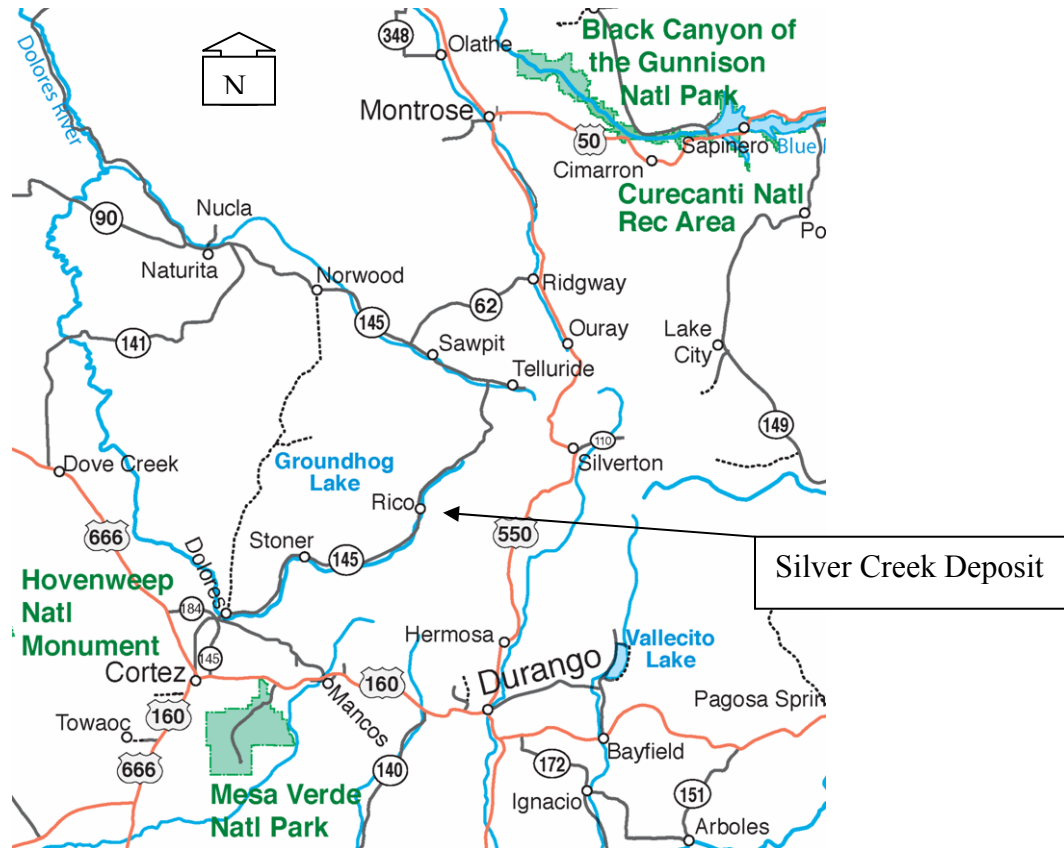 Dolores River
N
348
Olathe
Black Canyon of
the Gunnison
Natl Park
Montrose
50
Sapinero
Blue
Cimarron
Curecanti Natl
Rec Area
Po
90
Nucla
Naturita
Norwood
Ridgway
62
145
141
Sawpit
Ouray
Lake
City
Telluride
149
110
Silverton
Dove Creek
Groundhog
Lake
Rico
666
550
Stoner
145
Silver Creek Deposit
Dolores
Hovenweep
Natl
Monument
184
145
Cortez
Hermosa
Vallecito
Lake
Durango
160
Mancos
160
Pagosa Sprin
Towaoc
Bayfield
666
140
172
Ignacio
151
Mesa Verde
Natl Park
Arboles